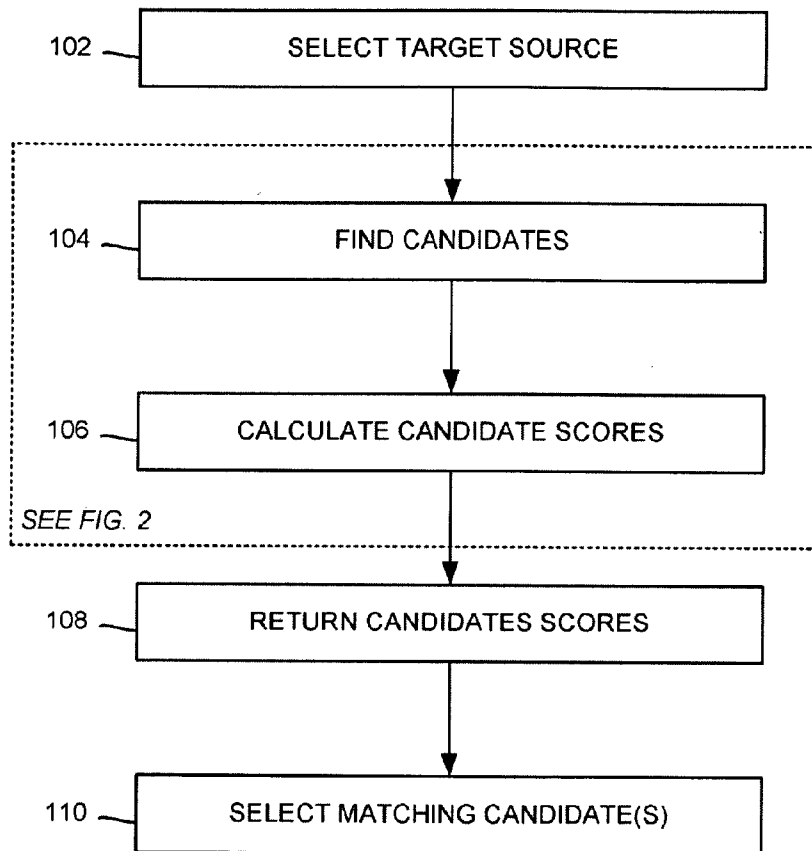 102 SELECT TARGET SOURCE
104 FIND CANDIDATES
106 CALCULATE CANDIDATE SCORES
SEE FIG. 2
108 RETURN CANDIDATES SCORES
110 SELECT MATCHING CANDIDATE(S)